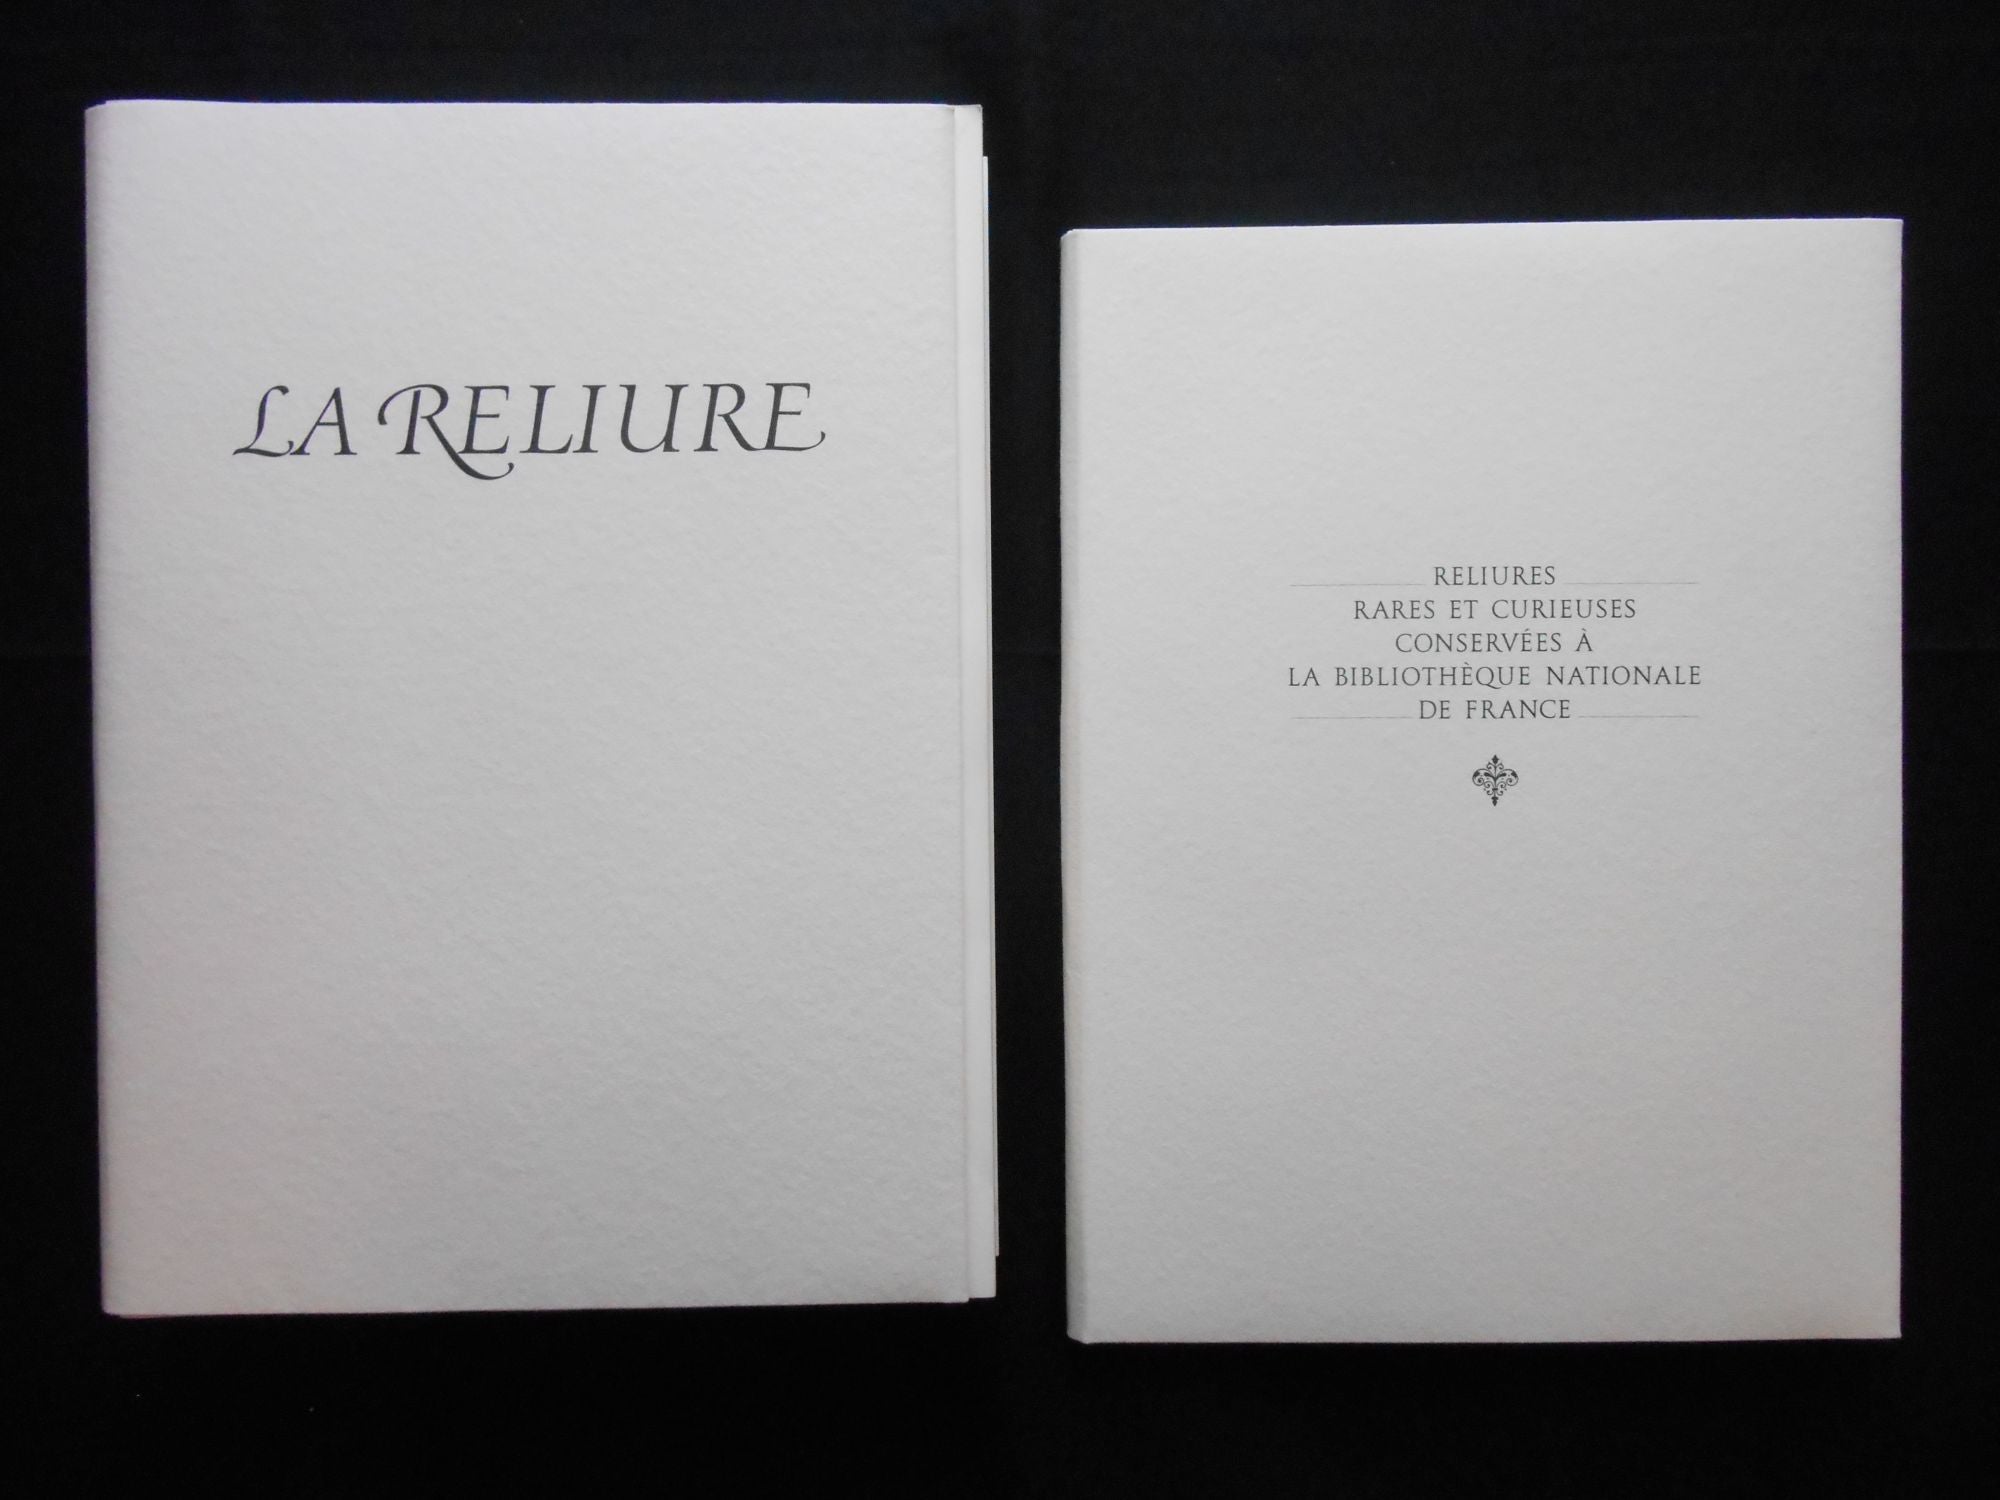 LA RELIURE
RELIURES
RARES ET CURIEUSES
CONSERVÉES À
LA BIBLIOTHÈQUE NATIONALE
DE FRANCE